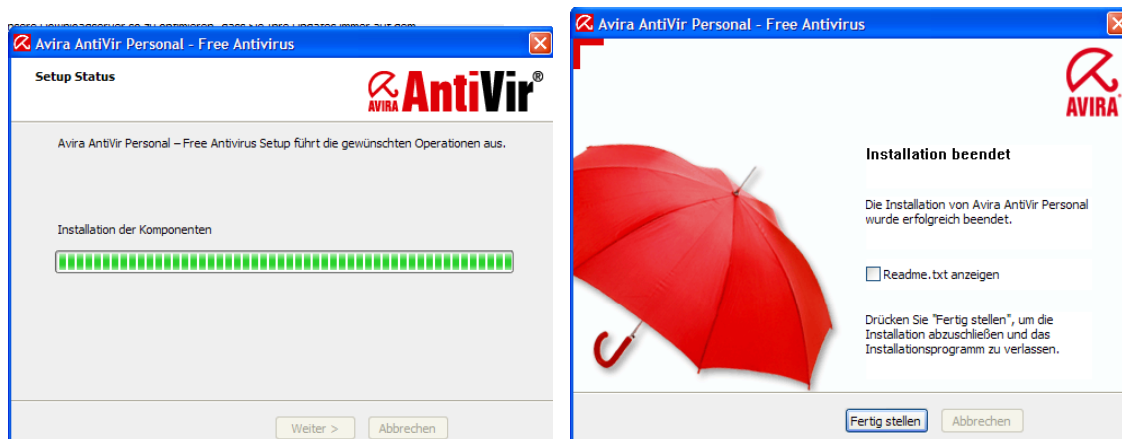 Avira AntiVir Personal - Free Antivirus
Setup Status
AVIRA AntiVir®
Avira AntiVir Personal – Free Antivirus Setup führt die gewünschten Operationen aus.
Installation der Komponenten
Weiter >
Abbrechen
Avira AntiVir Personal - Free Antivirus
AVIRA
Installation beendet
Die Installation von Avira AntiVir Personal
wurde erfolgreich beendet.
Readme.txt anzeigen
Drücken Sie "Fertig stellen", um die
Installation abzuschließen und das
Installationsprogramm zu verlassen.
Fertig stellen
Abbrechen